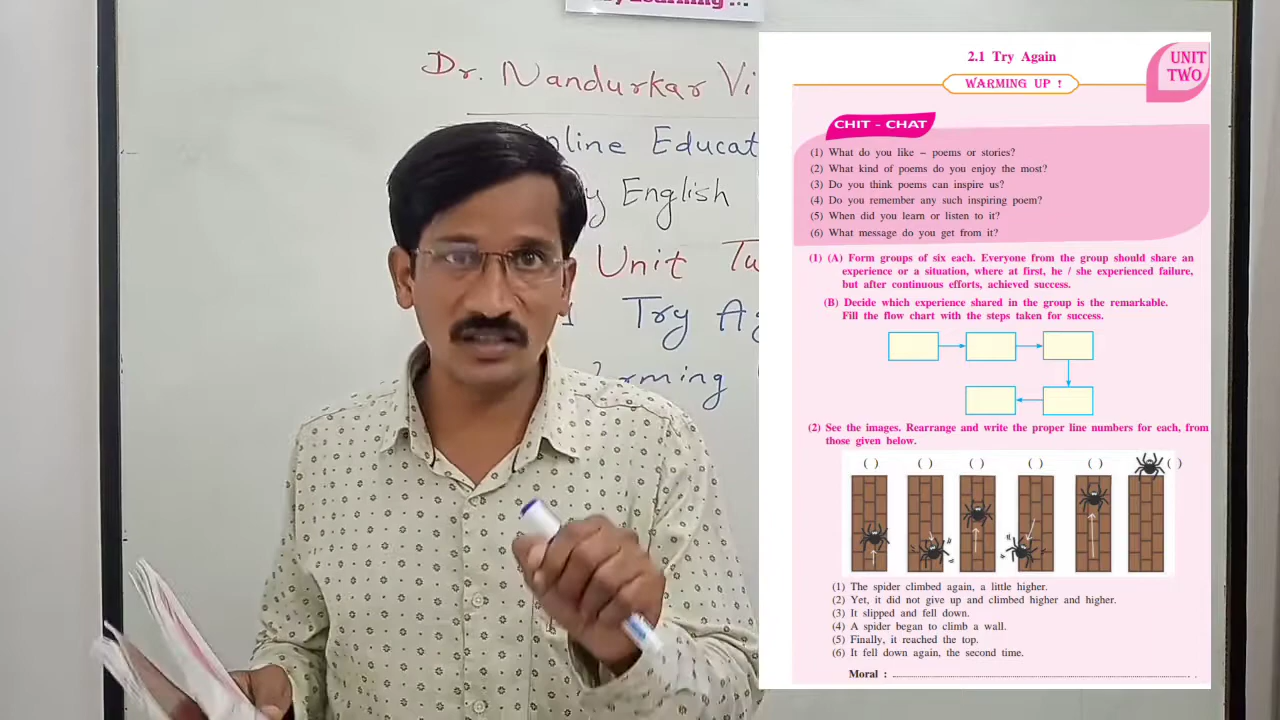 Learning ...
Dr. Nandurkar Vi
Online Educat
English
Unit Tw
Try Ag
2.1 Try Again
UNIT
TWO
WARMING UP !
CHIT - CHAT
(1) What do you like – poems or stories?
(2) What kind of poems do you enjoy the most?
(3) Do you think poems can inspire us?
(4) Do you remember any such inspiring poem?
(5) When did you learn or listen to it?
(6) What message do you get from it?
(1) (A) Form groups of six each. Everyone from the group should share an
experience or a situation, where at first, he / she experienced failure,
but after continuous efforts, achieved success.
(B) Decide which experience shared in the group is the remarkable.
Fill the flow chart with the steps taken for success.
(2) See the images. Rearrange and write the proper line numbers for each, from
those given below.
( ) ( ) ( ) ( ) ( ) ( )
(1) The spider climbed again, a little higher.
(2) Yet, it did not give up and climbed higher and higher.
(3) It slipped and fell down.
(4) A spider began to climb a wall.
(5) Finally, it reached the top.
(6) It fell down again, the second time.
Moral :